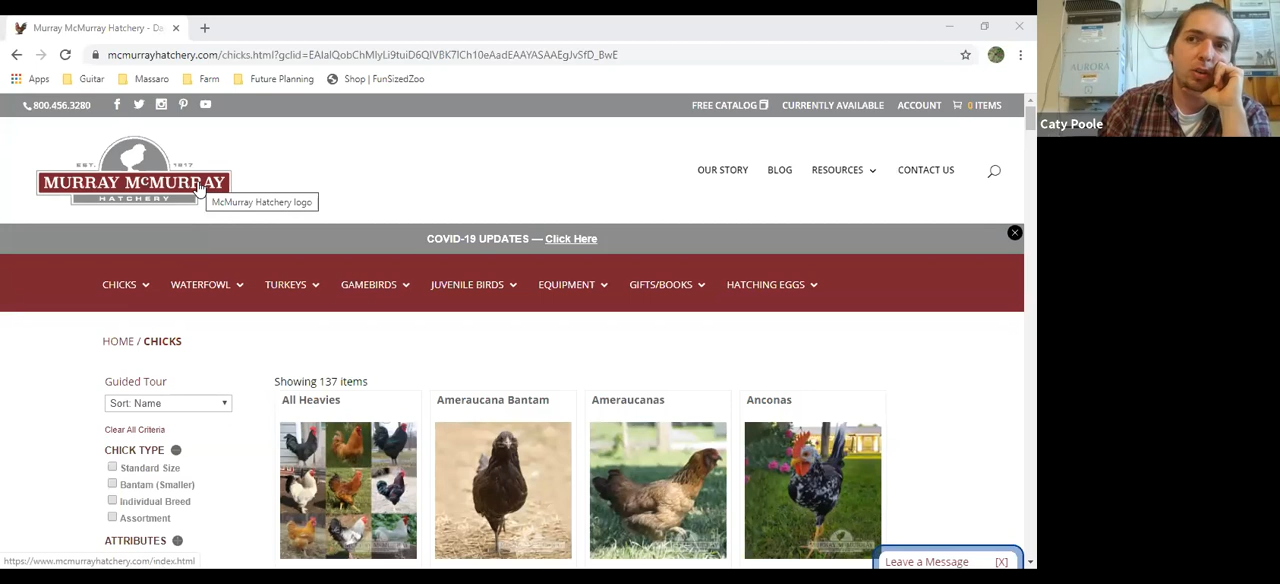 Murray McMurray Hatchery - Da
mcmurrayhatchery.com/chicks.html?gclid=EAIaIQobChMIyLi9tuiD6QIVBK7ICh10eAadEAAYASAAEgJvSfD_BwE
Apps Guitar Massaro Farm Future Planning Shop | FunSizedZoo
800.456.3280
FREE CATALOG CURRENTLY AVAILABLE ACCOUNT 0 ITEMS
EST. 1917
MURRAY McMURRAY
HATCHERY
McMurray Hatchery logo
OUR STORY BLOG RESOURCES CONTACT US
COVID-19 UPDATES — Click Here
CHICKS WATERFOWL TURKEYS GAMEBIRDS JUVENILE BIRDS EQUIPMENT GIFTS/BOOKS HATCHING EGGS
HOME / CHICKS
Guided Tour
Sort: Name
Clear All Criteria
CHICK TYPE
Standard Size
Bantam (Smaller)
Individual Breed
Assortment
ATTRIBUTES
Showing 137 items
All Heavies
Ameraucana Bantam
Ameraucanas
Anconas
https://www.mcmurrayhatchery.com/index.html
Leave a Message [X]
AURORA
Caty Poole